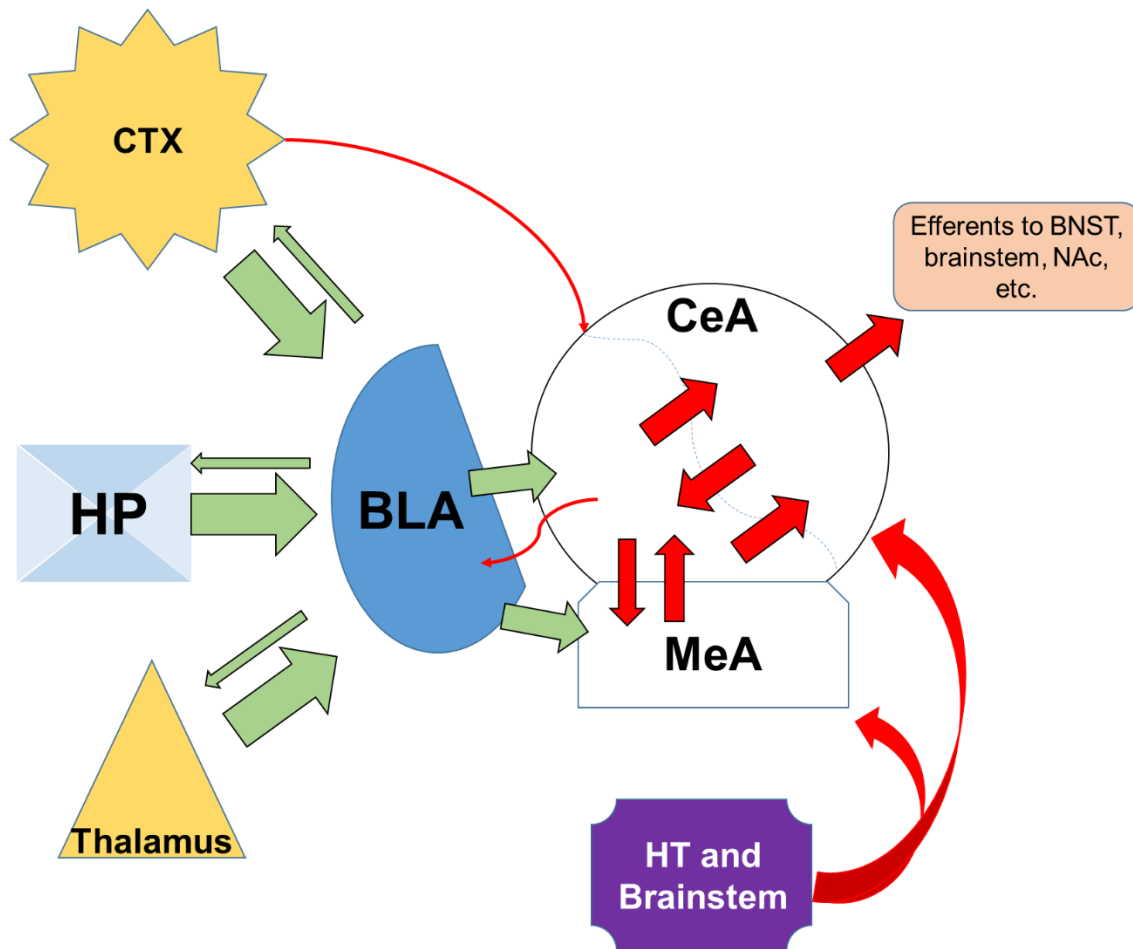 CTX
Efferents to BNST,
brainstem, NAc,
etc.
CeA
HP
BLA
MeA
Thalamus
HT and
Brainstem